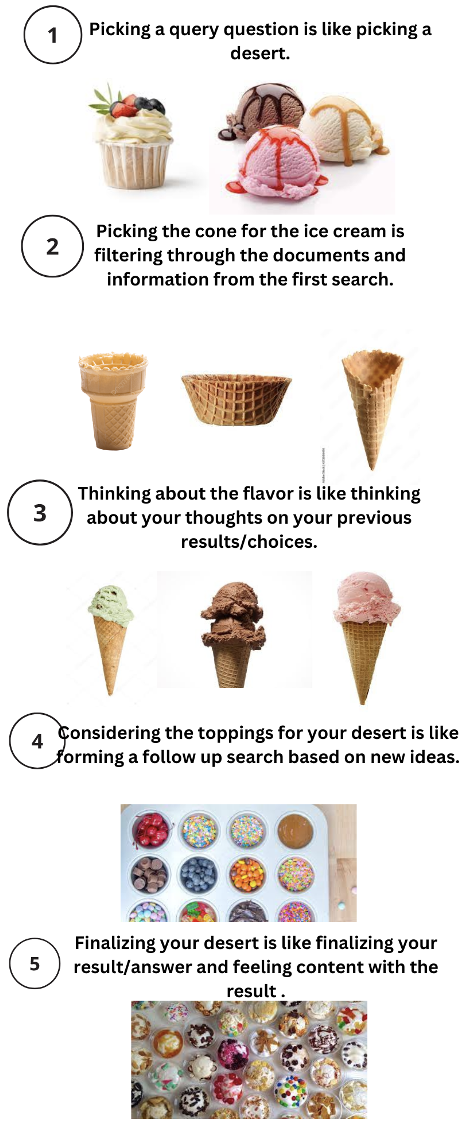 1
Picking a query question is like picking a
desert.
2
Picking the cone for the ice cream is
filtering through the documents and
information from the first search.
3
Thinking about the flavor is like thinking
about your thoughts on your previous
results/choices.
4
Considering the toppings for your desert is like
forming a follow up search based on new ideas.
5
Finalizing your desert is like finalizing your
result/answer and feeling content with the
result .